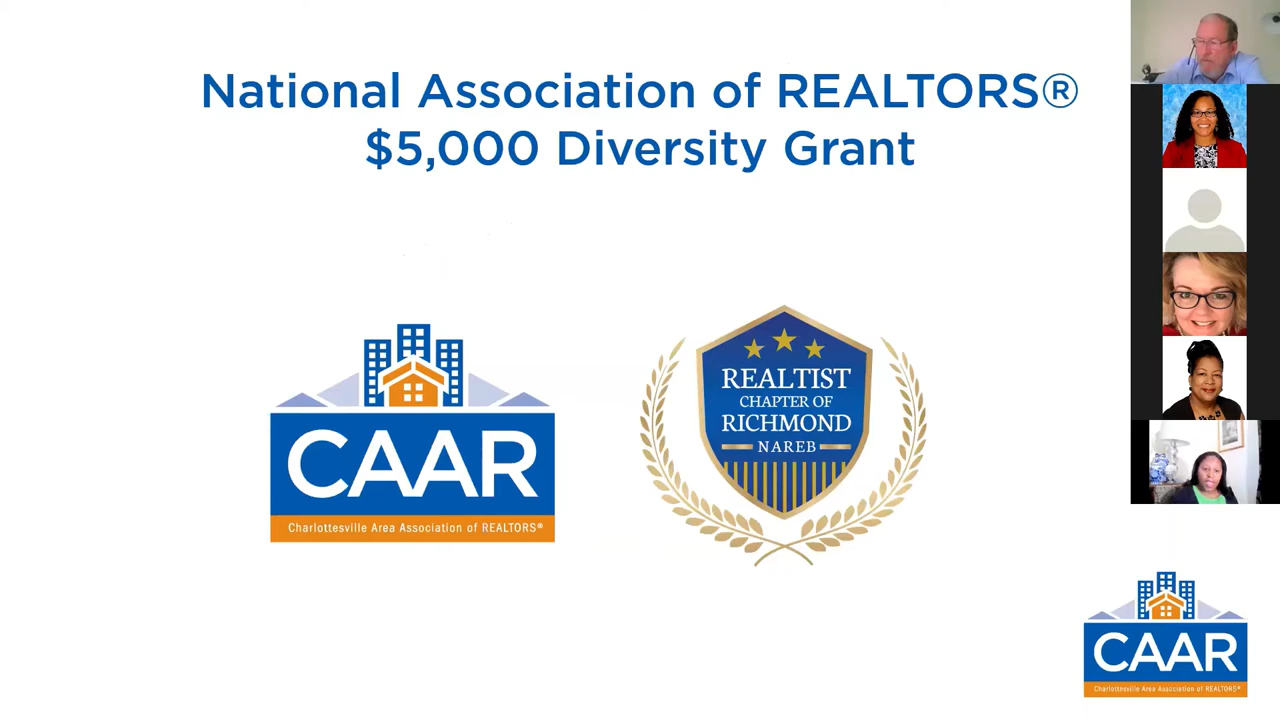 National Association of REALTORS®
$5,000 Diversity Grant
CAAR
Charlottesville Area Association of REALTORS®
REALTIST
CHAPTER OF
RICHMOND
NAREB
CAAR
Charlottesville Area Association of REALTORS®